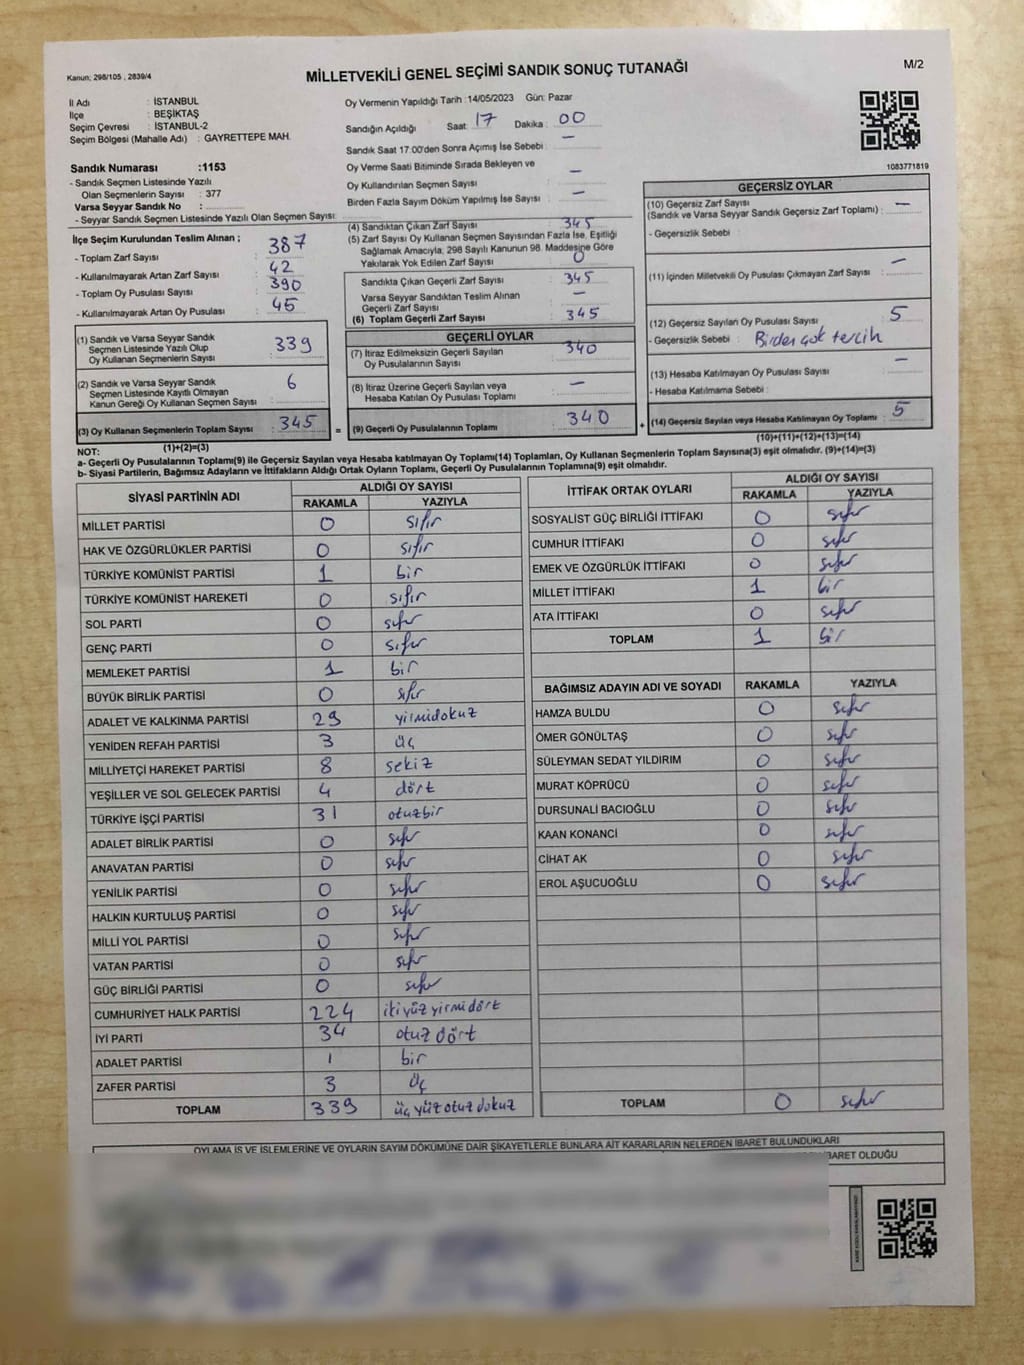 Kanun; 298/105 , 2839/4
MİLLETVEKİLİ GENEL SEÇİMİ SANDIK SONUÇ TUTANAĞI
M/2
İl Adı : İSTANBUL
İlçe : BEŞİKTAŞ
Seçim Çevresi : İSTANBUL-2
Seçim Bölgesi (Mahalle Adı) : GAYRETTEPE MAH.
Sandık Numarası :1153
- Sandık Seçmen Listesinde Yazılı
Olan Seçmenlerin Sayısı : 377
Varsa Seyyar Sandık No :
- Seyyar Sandık Seçmen Listesinde Yazılı Olan Seçmen Sayısı:
Oy Vermenin Yapıldığı Tarih :14/05/2023 Gün: Pazar
Sandığın Açıldığı Saat : 17 Dakika : 00
Sandık Saat 17:00'den Sonra Açımış İse Sebebi : —
Oy Verme Saati Bitiminde Sırada Bekleyen ve
Oy Kullandırılan Seçmen Sayısı : —
Birden Fazla Sayım Döküm Yapılmış İse Sayısı : —
1083771819
İlçe Seçim Kurulundan Teslim Alınan ;
- Toplam Zarf Sayısı : 387
- Kullanılmayarak Artan Zarf Sayısı : 42
- Toplam Oy Pusulası Sayısı : 390
- Kullanılmayarak Artan Oy Pusulası : 45
(1) Sandık ve Varsa Seyyar Sandık
Seçmen Listesinde Yazılı Olup
Oy Kullanan Seçmenlerin Sayısı : 339
(2) Sandık ve Varsa Seyyar Sandık
Seçmen Listesinde Kayıtlı Olmayan
Kanun Gereği Oy Kullanan Seçmen Sayısı : 6
(3) Oy Kullanan Seçmenlerin Toplam Sayısı : 345
(1)+(2)=(3)
(4) Sandıktan Çıkan Zarf Sayısı : 345
(5) Zarf Sayısı Oy Kullanan Seçmen Sayısından Fazla İse, Eşitliği
Sağlamak Amacıyla; 298 Sayılı Kanunun 98. Maddesine Göre
Yakılarak Yok Edilen Zarf Sayısı : 0
Sandıkta Çıkan Geçerli Zarf Sayısı : 345
Varsa Seyyar Sandıktan Teslim Alınan
Geçerli Zarf Sayısı : —
(6) Toplam Geçerli Zarf Sayısı : 345
GEÇERLİ OYLAR
(7) İtiraz Edilmeksizin Geçerli Sayılan
Oy Pusulalarının Sayısı : 340
(8) İtiraz Üzerine Geçerli Sayılan veya
Hesaba Katılan Oy Pusulası Toplamı : —
= (9) Geçerli Oy Pusulalarının Toplamı : 340
GEÇERSİZ OYLAR
(10) Geçersiz Zarf Sayısı
(Sandık ve Varsa Seyyar Sandık Geçersiz Zarf Toplamı) : —
- Geçersizlik Sebebi :
(11) İçinden Milletvekili Oy Pusulası Çıkmayan Zarf Sayısı : —
(12) Geçersiz Sayılan Oy Pusulası Sayısı : 5
- Geçersizlik Sebebi : Birden çok tercih
(13) Hesaba Katılmayan Oy Pusulası Sayısı : —
- Hesaba Katılmama Sebebi :
+ (14) Geçersiz Sayılan veya Hesaba Katılmayan Oy Toplamı : 5
(10)+(11)+(12)+(13)=(14)
NOT:
a- Geçerli Oy Pusulalarının Toplamı(9) ile Geçersiz Sayılan veya Hesaba katılmayan Oy Toplamı(14) Toplamları, Oy Kullanan Seçmenlerin Toplam Sayısına(3) eşit olmalıdır. (9)+(14)=(3)
b- Siyasi Partilerin, Bağımsız Adayların ve İttifakların Aldığı Ortak Oyların Toplamı, Geçerli Oy Pusulalarının Toplamına(9) eşit olmalıdır.
SİYASİ PARTİNİN ADI ALDIĞI OY SAYISI
RAKAMLA YAZIYLA
MİLLET PARTİSİ 0 sıfır
HAK VE ÖZGÜRLÜKLER PARTİSİ 0 sıfır
TÜRKİYE KOMÜNİST PARTİSİ 1 bir
TÜRKİYE KOMÜNİST HAREKETİ 0 sıfır
SOL PARTİ 0 sıfır
GENÇ PARTİ 0 sıfır
MEMLEKET PARTİSİ 1 bir
BÜYÜK BİRLİK PARTİSİ 0 sıfır
ADALET VE KALKINMA PARTİSİ 29 yirmidokuz
YENİDEN REFAH PARTİSİ 3 üç
MİLLİYETÇİ HAREKET PARTİSİ 8 sekiz
YEŞİLLER VE SOL GELECEK PARTİSİ 4 dört
TÜRKİYE İŞÇİ PARTİSİ 31 otuzbir
ADALET BİRLİK PARTİSİ 0 sıfır
ANAVATAN PARTİSİ 0 sıfır
YENİLİK PARTİSİ 0 sıfır
HALKIN KURTULUŞ PARTİSİ 0 sıfır
MİLLİ YOL PARTİSİ 0 sıfır
VATAN PARTİSİ 0 sıfır
GÜÇ BİRLİĞİ PARTİSİ 0 sıfır
CUMHURİYET HALK PARTİSİ 224 ikiyüz yirmi dört
İYİ PARTİ 34 otuz dört
ADALET PARTİSİ 1 bir
ZAFER PARTİSİ 3 üç
TOPLAM 339 üç yüz otuz dokuz
İTTİFAK ORTAK OYLARI ALDIĞI OY SAYISI
RAKAMLA YAZIYLA
SOSYALİST GÜÇ BİRLİĞİ İTTİFAKI 0 sıfır
CUMHUR İTTİFAKI 0 sıfır
EMEK VE ÖZGÜRLÜK İTTİFAKI 0 sıfır
MİLLET İTTİFAKI 1 bir
ATA İTTİFAKI 0 sıfır
TOPLAM 1 bir
BAĞIMSIZ ADAYIN ADI VE SOYADI RAKAMLA YAZIYLA
HAMZA BULDU 0 sıfır
ÖMER GÖNÜLTAŞ 0 sıfır
SÜLEYMAN SEDAT YILDIRIM 0 sıfır
MURAT KÖPRÜCÜ 0 sıfır
DURSUNALİ BACIOĞLU 0 sıfır
KAAN KONANCİ 0 sıfır
CİHAT AK 0 sıfır
EROL AŞUCUOĞLU 0 sıfır
TOPLAM 0 sıfır
OYLAMA İŞ VE İŞLEMLERİNE VE OYLARIN SAYIM DÖKÜMÜNE DAİR ŞİKAYETLERLE BUNLARA AİT KARARLARIN NELERDEN İBARET BULUNDUKLARI
İBARET OLDUĞU